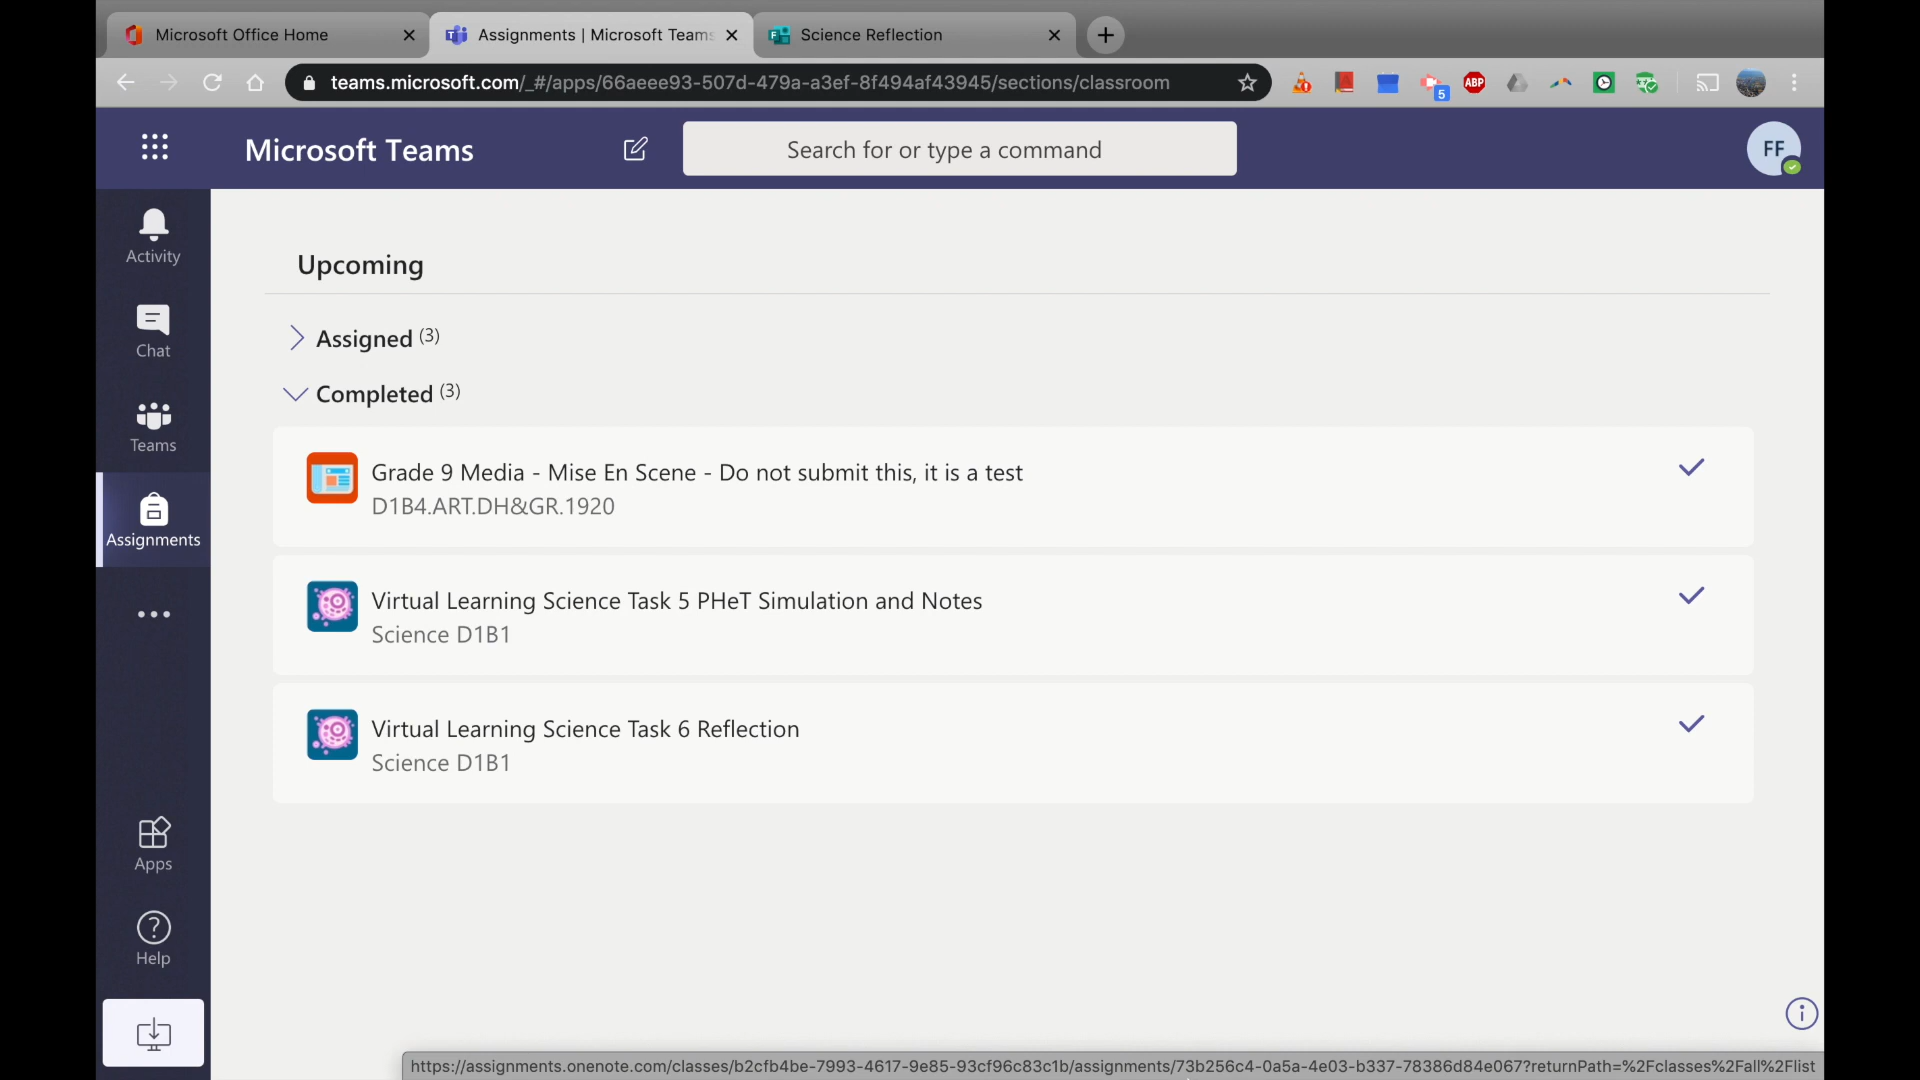 Microsoft Office Home
Assignments | Microsoft Teams
Science Reflection
teams.microsoft.com/_#/apps/66aeee93-507d-479a-a3ef-8f494af43945/sections/classroom
5
ABP
Microsoft Teams
Search for or type a command
FF
Activity
Chat
Teams
Assignments
Apps
Help
Upcoming
Assigned (3)
Completed (3)
Grade 9 Media - Mise En Scene - Do not submit this, it is a test
D1B4.ART.DH&GR.1920
Virtual Learning Science Task 5 PHeT Simulation and Notes
Science D1B1
Virtual Learning Science Task 6 Reflection
Science D1B1
https://assignments.onenote.com/classes/b2cfb4be-7993-4617-9e85-93cf96c83c1b/assignments/73b256c4-0a5a-4e03-b337-78386d84e067?returnPath=%2Fclasses%2Fall%2Flist